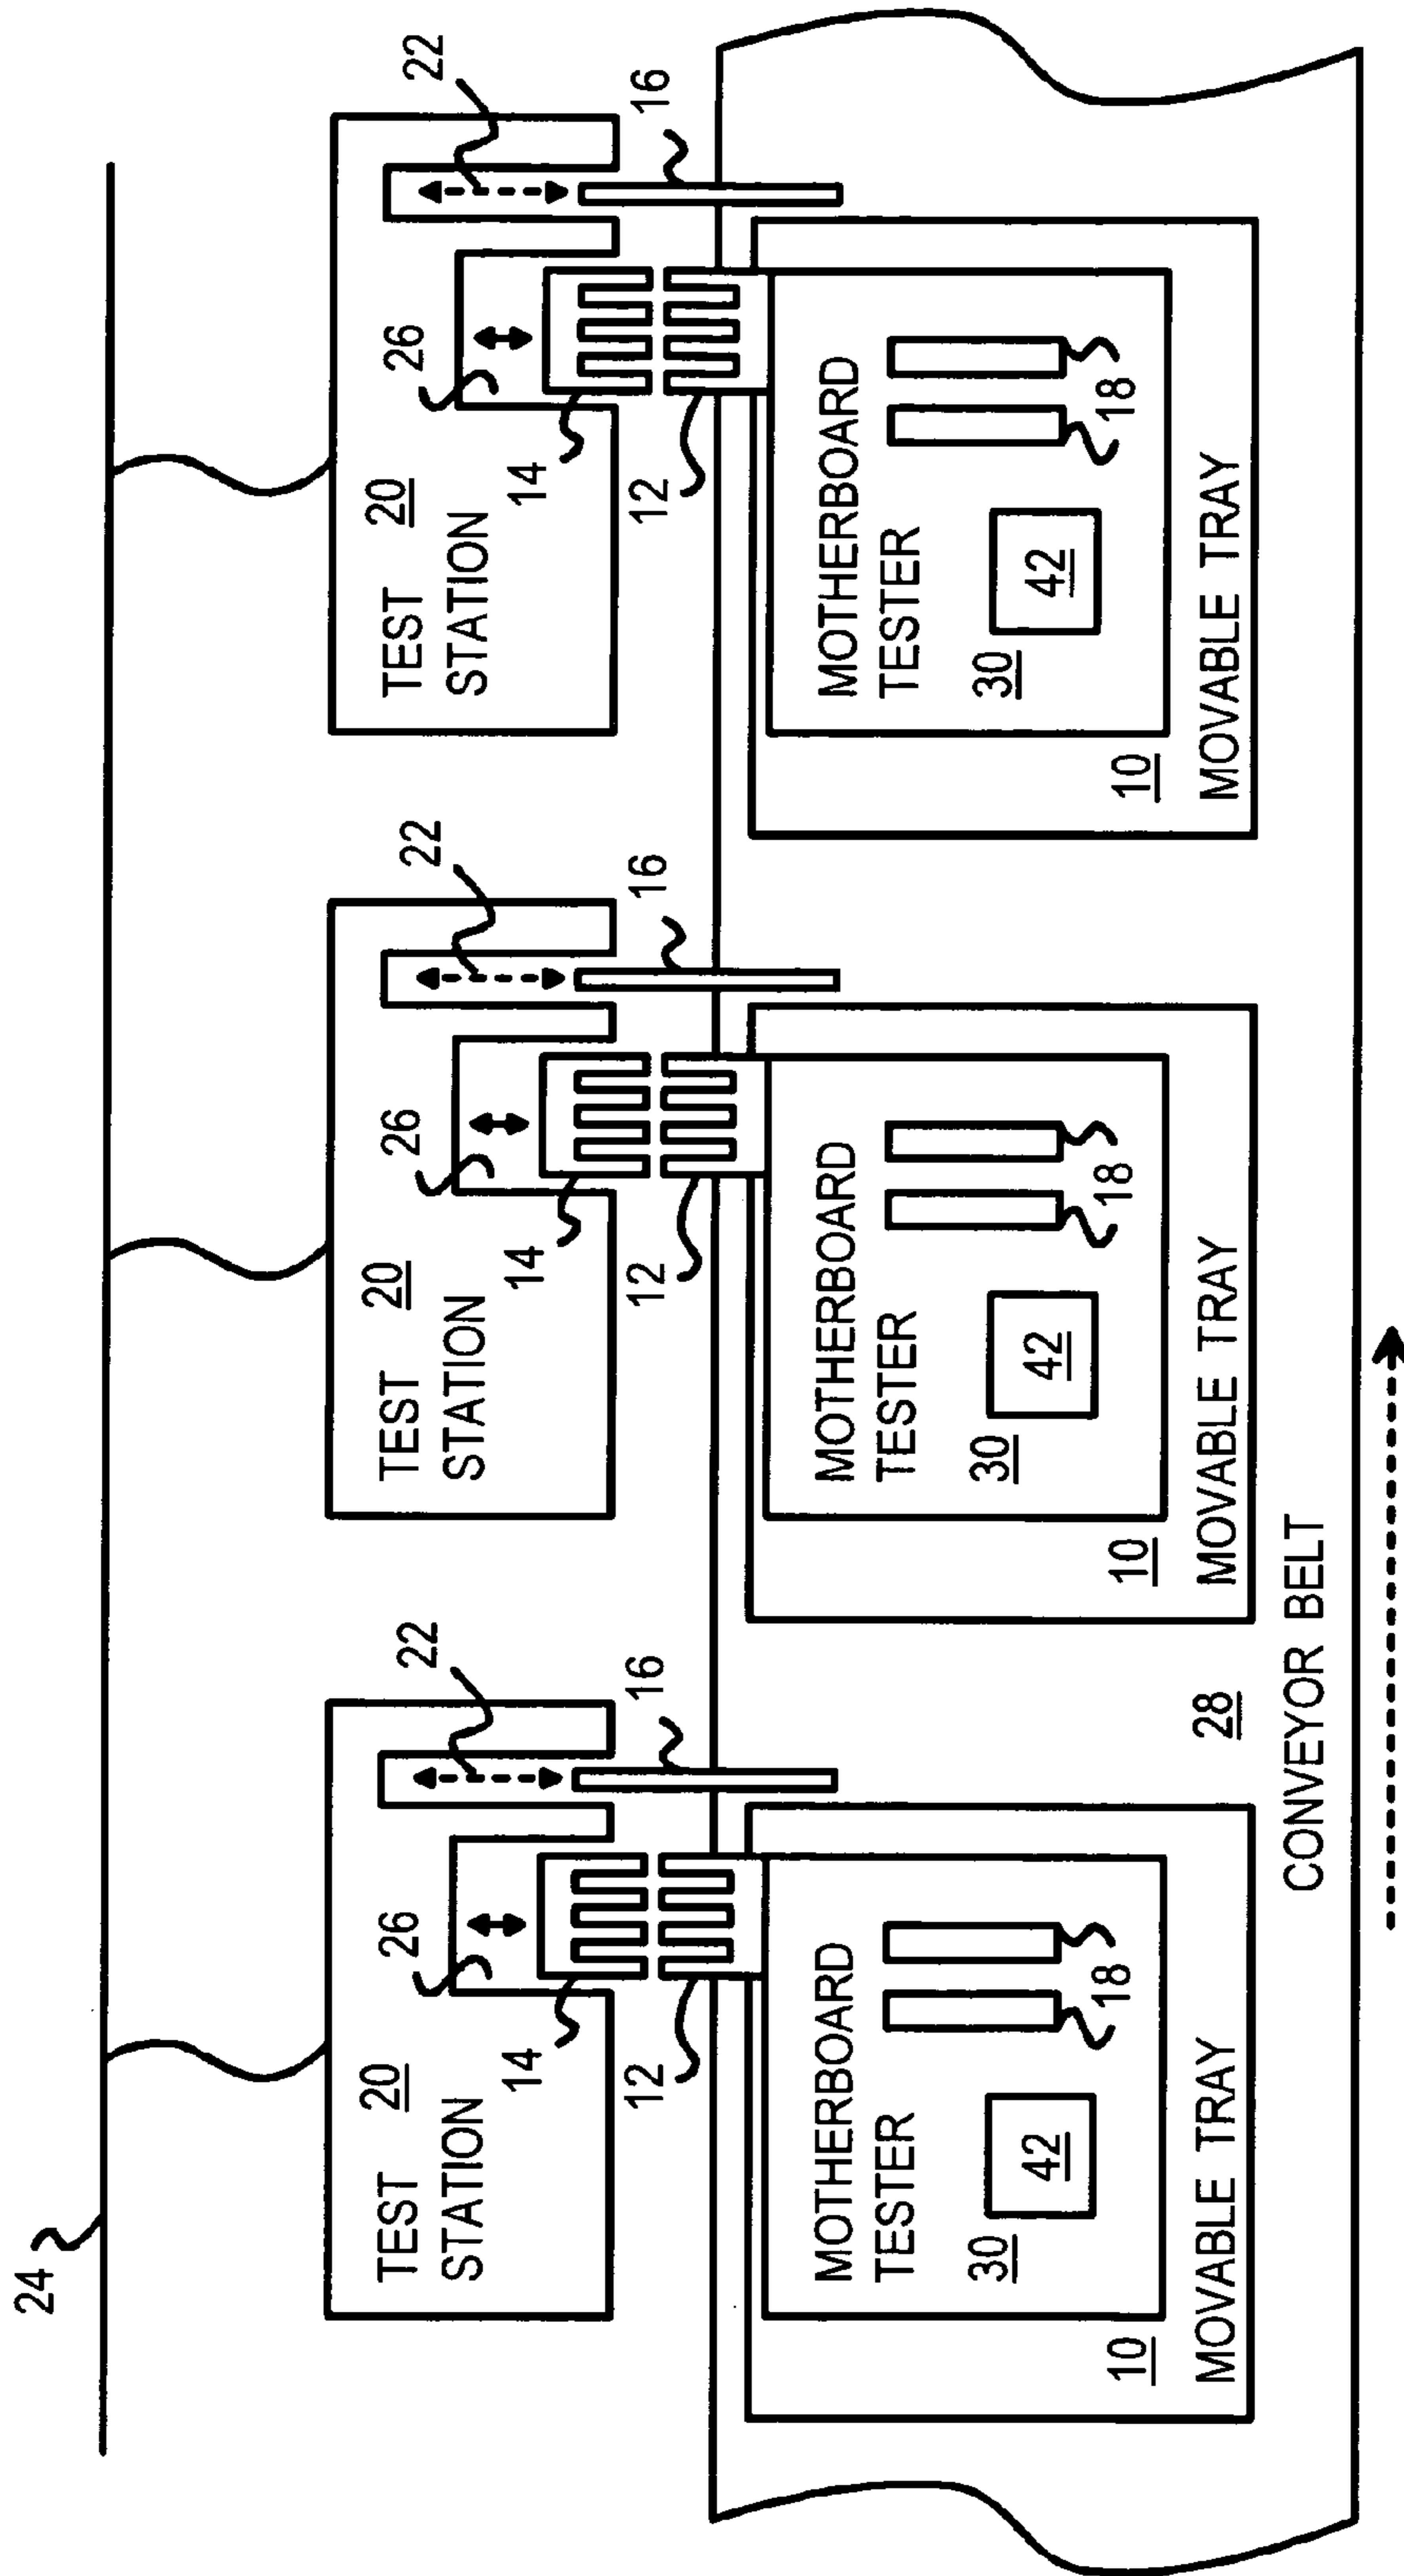 24
TEST
STATION
20
26
22
14
12
16
MOTHERBOARD
TESTER
30
42
18
10
MOVABLE TRAY
TEST
STATION
20
26
22
14
12
16
MOTHERBOARD
TESTER
30
42
18
10
MOVABLE TRAY
TEST
STATION
20
26
22
14
12
16
MOTHERBOARD
TESTER
30
42
18
10
MOVABLE TRAY
28
CONVEYOR BELT